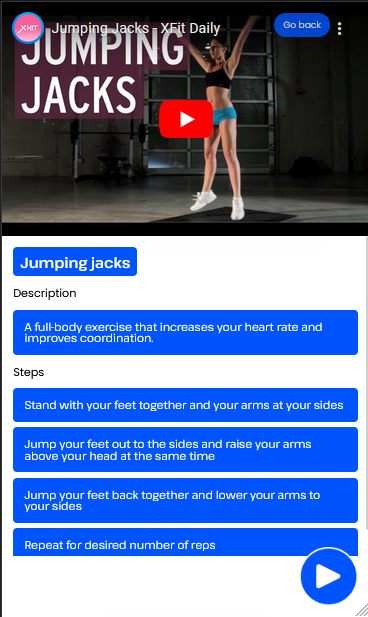 XHIT
Jumping Jacks - XFit Daily
Go back
JUMPING
JACKS
Jumping jacks
Description
A full-body exercise that increases your heart rate and
improves coordination.
Steps
Stand with your feet together and your arms at your sides
Jump your feet out to the sides and raise your arms
above your head at the same time
Jump your feet back together and lower your arms to
your sides
Repeat for desired number of reps